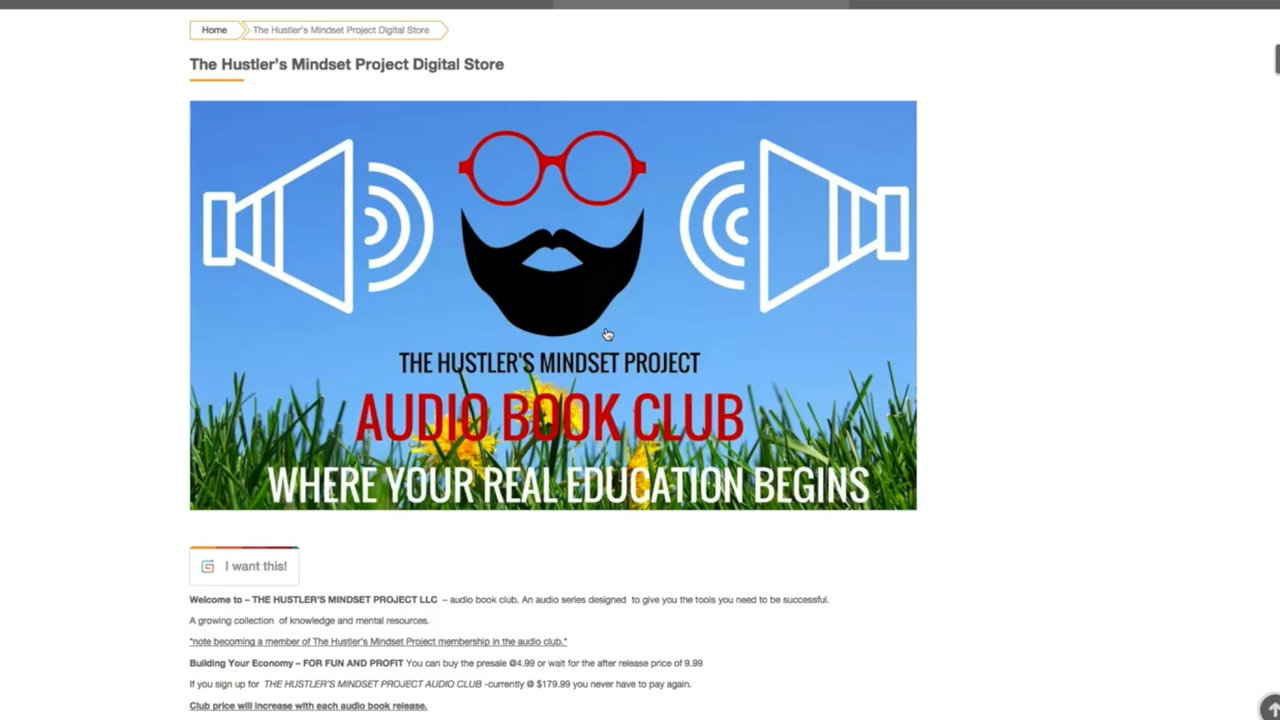 Home
The Hustler's Mindset Project Digital Store
The Hustler's Mindset Project Digital Store
THE HUSTLER'S MINDSET PROJECT
AUDIO BOOK CLUB
WHERE YOUR REAL EDUCATION BEGINS
I want this!
Welcome to – THE HUSTLER'S MINDSET PROJECT LLC – audio book club. An audio series designed to give you the tools you need to be successful.
A growing collection of knowledge and mental resources.
*note becoming a member of The Hustler's Mindset Project membership in the audio club.*
Building Your Economy – FOR FUN AND PROFIT You can buy the presale @4.99 or wait for the after release price of 9.99
If you sign up for THE HUSTLER'S MINDSET PROJECT AUDIO CLUB -currently @ $179.99 you never have to pay again.
Club price will increase with each audio book release.